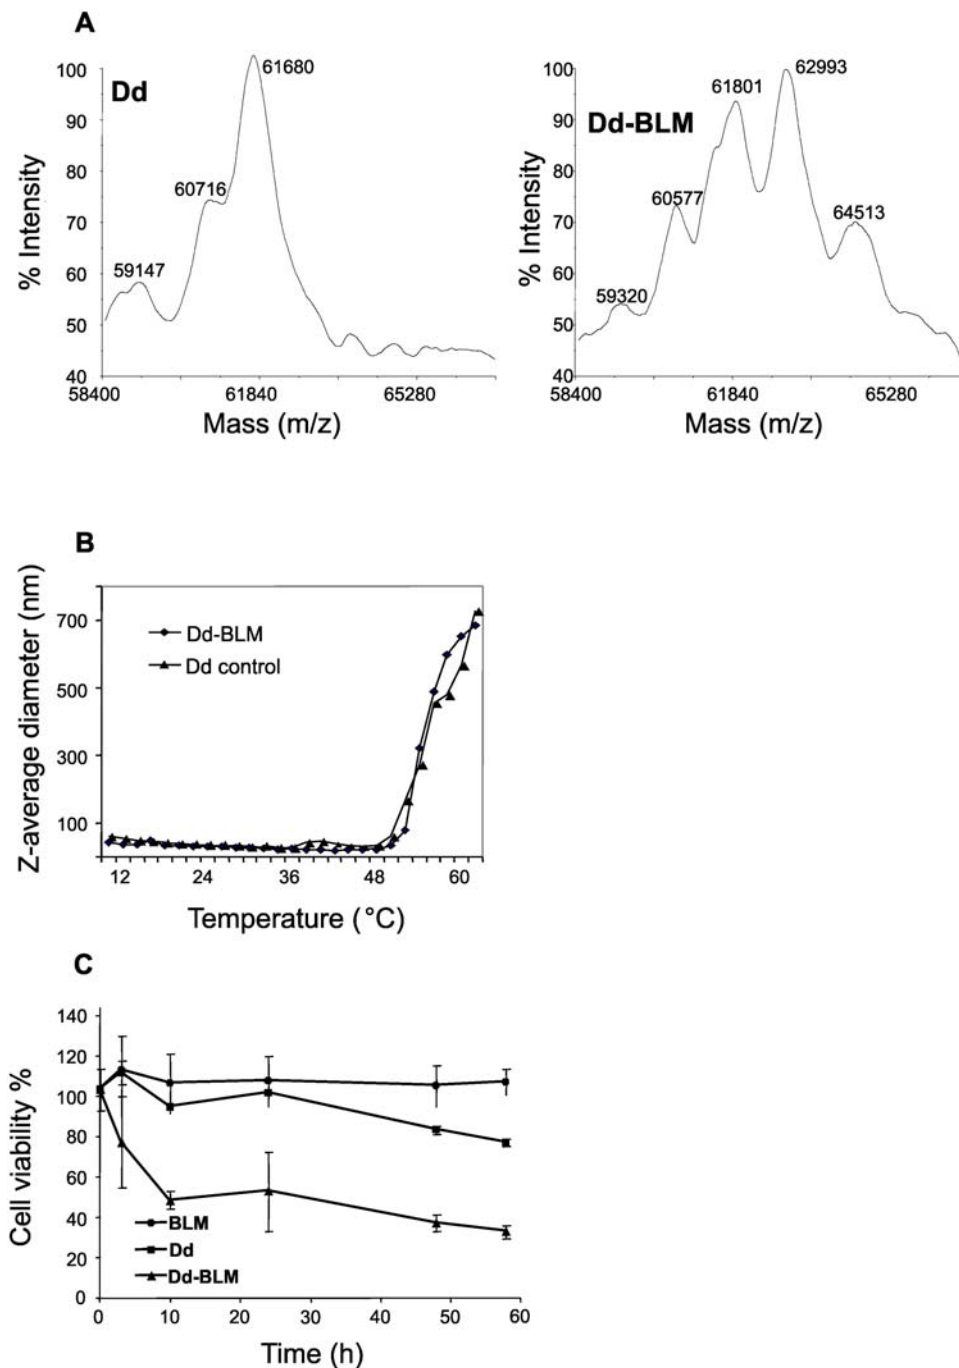 A
Dd
% Intensity
100
90
80
70
60
50
40
59147
60716
61680
58400
61840
65280
Mass (m/z)
Dd-BLM
% Intensity
100
90
80
70
60
50
40
59320
60577
61801
62993
64513
58400
61840
65280
Mass (m/z)
B
Z-average diameter (nm)
700
500
300
100
Dd-BLM
Dd control
12
24
36
48
60
Temperature (°C)
C
Cell viability %
140
120
100
80
60
40
20
0
BLM
Dd
Dd-BLM
0
10
20
30
40
50
60
Time (h)